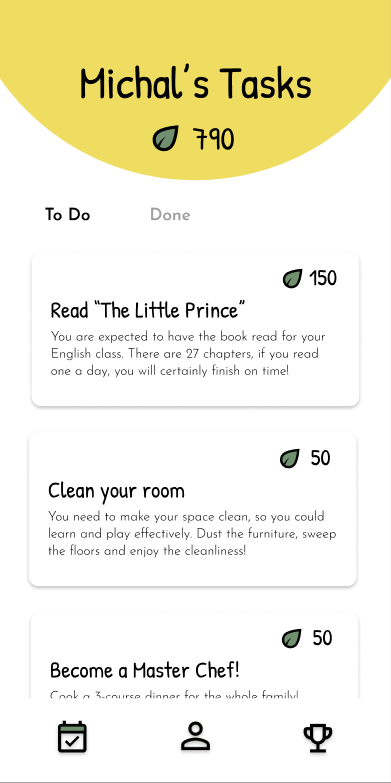 Michal's Tasks
790
To Do Done
150
Read "The Little Prince"
You are expected to have the book read for your
English class. There are 27 chapters, if you read
one a day, you will certainly finish on time!
50
Clean your room
You need to make your space clean, so you could
learn and play effectively. Dust the furniture, sweep
the floors and enjoy the cleanliness!
50
Become a Master Chef!
Cook a 3-course dinner for the whole family!